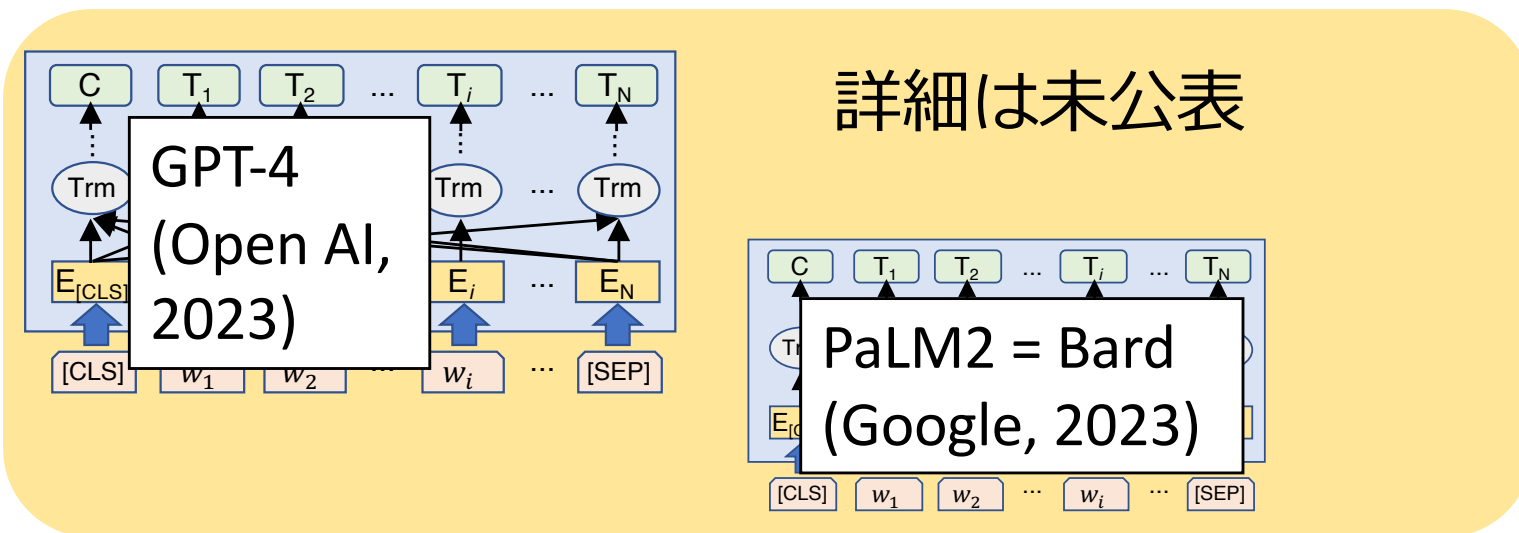 詳細は未公表
C T1 T2 ... Ti ... TN
Trm Trm ... Trm
E[CLS] Ei ... EN
[CLS] w1 w2 ... wi ... [SEP]
GPT-4
(Open AI,
2023)
C T1 T2 ... Ti ... TN
PaLM2 = Bard
(Google, 2023)
[CLS] w1 w2 ... wi ... [SEP]